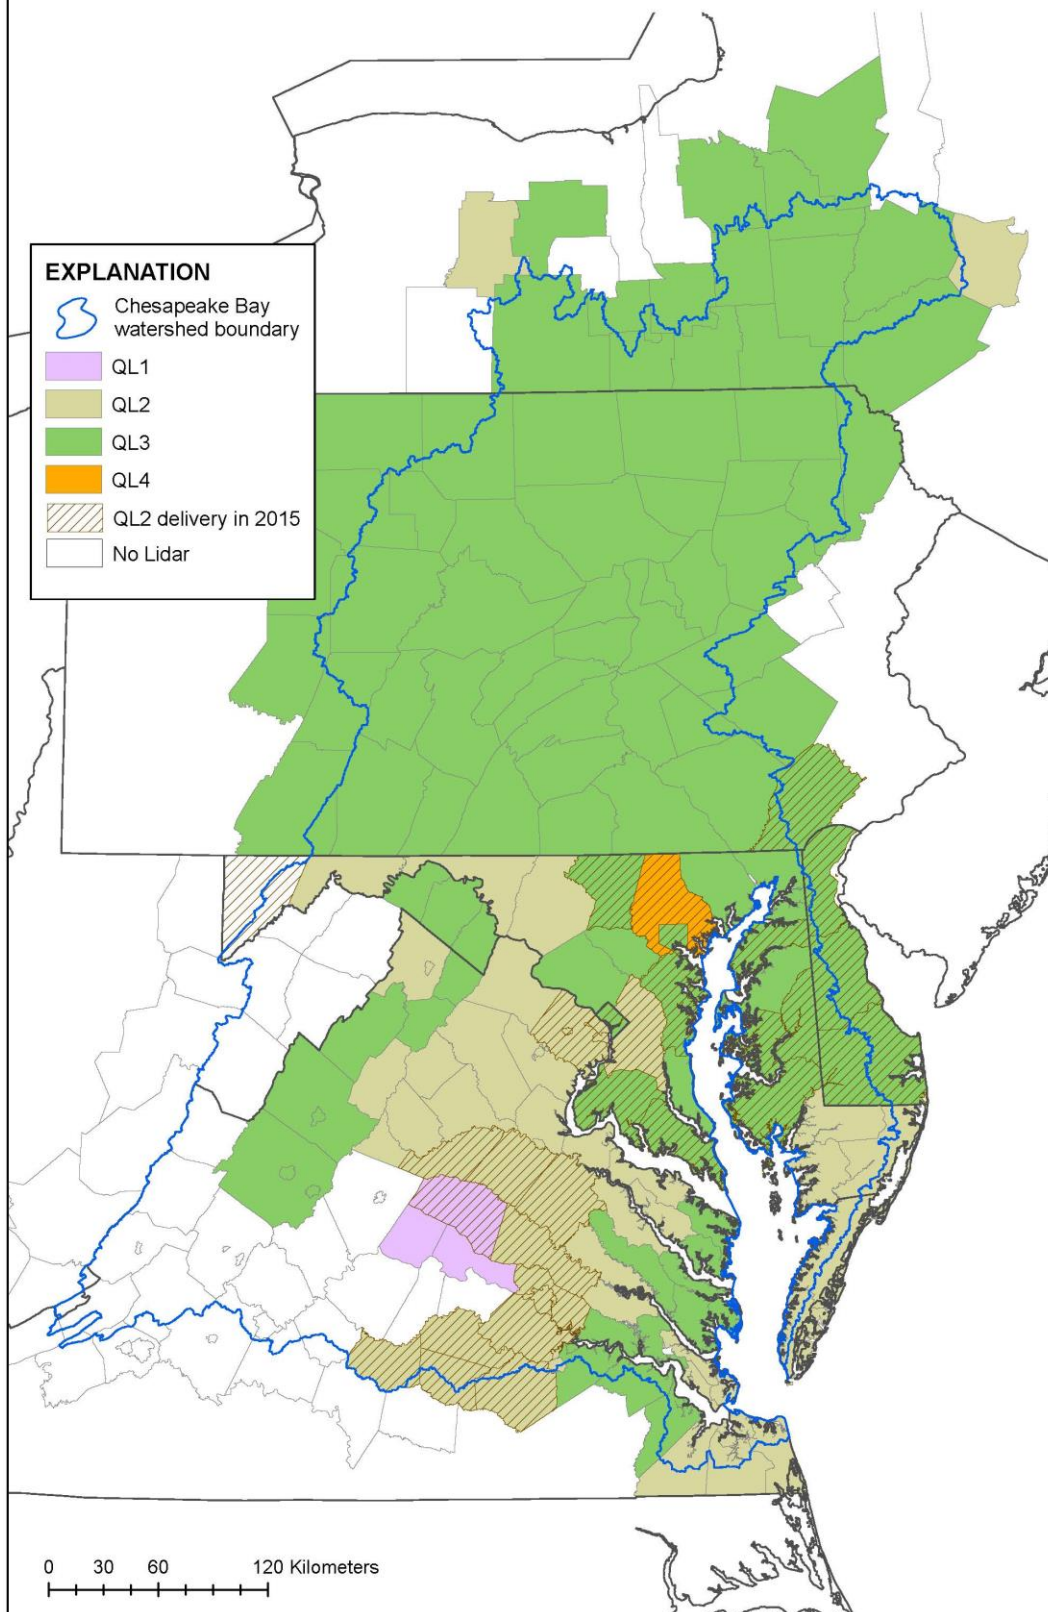 EXPLANATION
Chesapeake Bay
watershed boundary
QL1
QL2
QL3
QL4
QL2 delivery in 2015
No Lidar
0 30 60 120 Kilometers